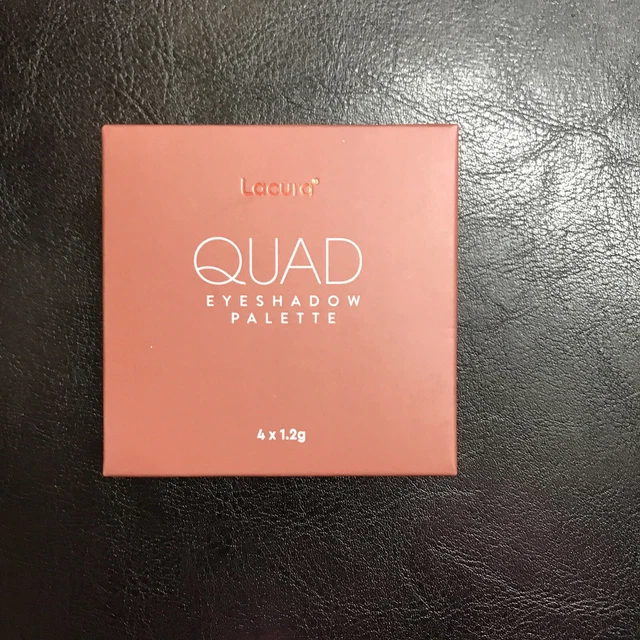 Lacura
QUAD
EYESHADOW
PALETTE
4 x 1.2g